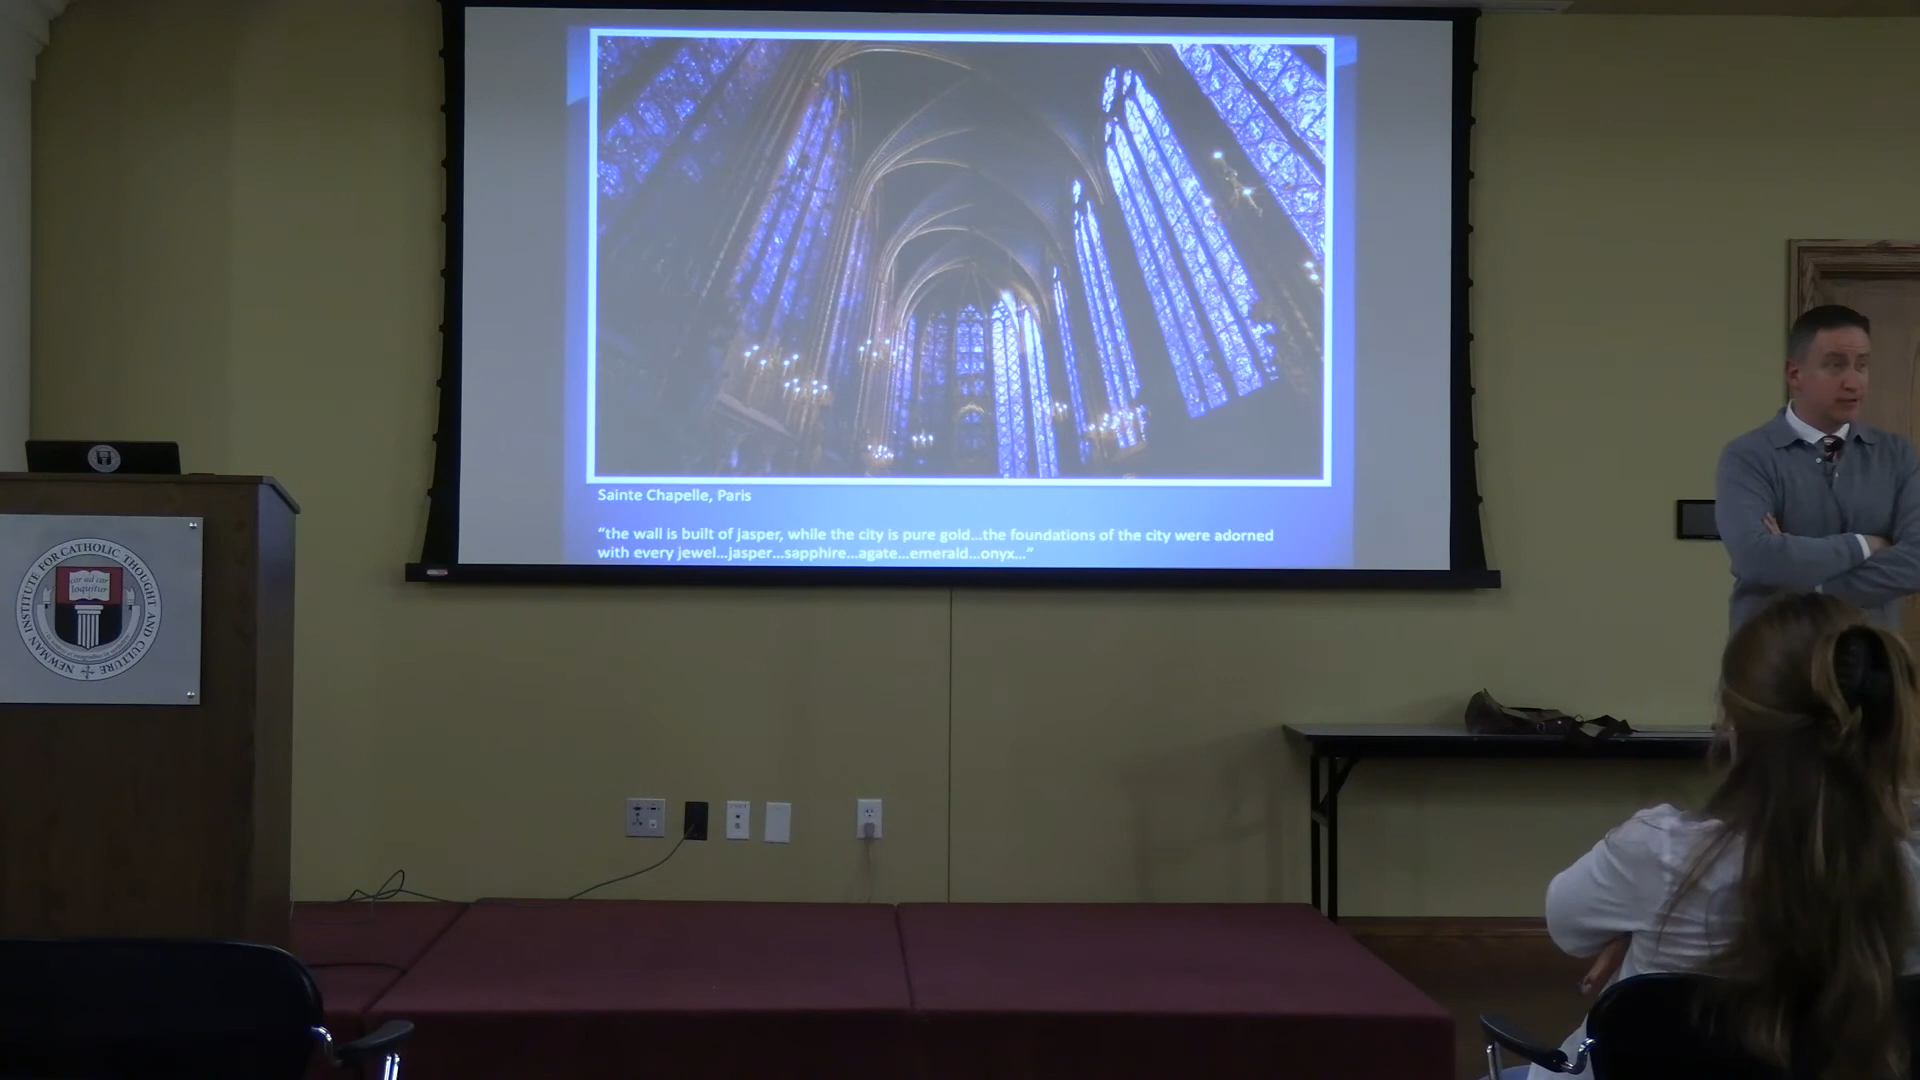 Sainte Chapelle, Paris
“the wall is built of jasper, while the city is pure gold...the foundations of the city were adorned
with every jewel...jasper...sapphire...agate...emerald...onyx...”
NEWMAN INSTITUTE FOR CATHOLIC THOUGHT AND CULTURE
cor ad cor
loquitur